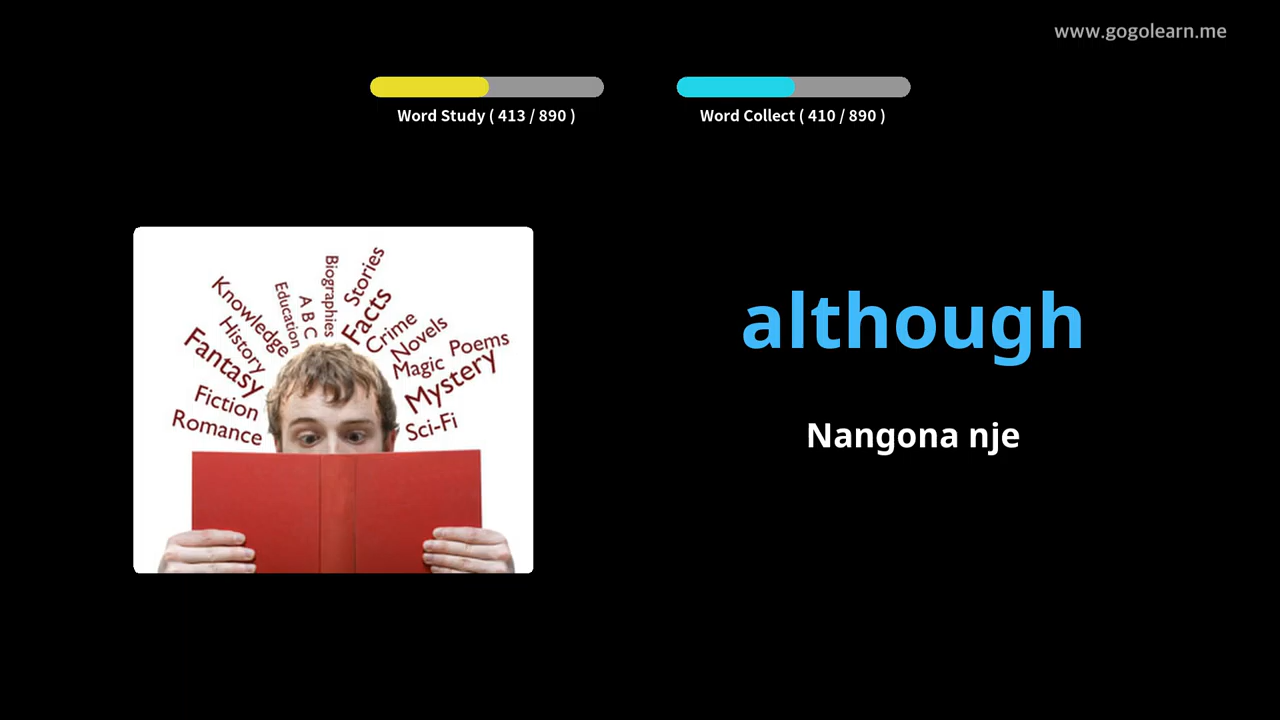 www.gogolearn.me
Word Study ( 413 / 890 )
Word Collect ( 410 / 890 )
Biographies
Stories
Education
A B C
Facts
Knowledge
Crime
History
Novels
Poems
Fantasy
Magic
Mystery
Fiction
Romance
Sci-Fi
although
Nangona nje